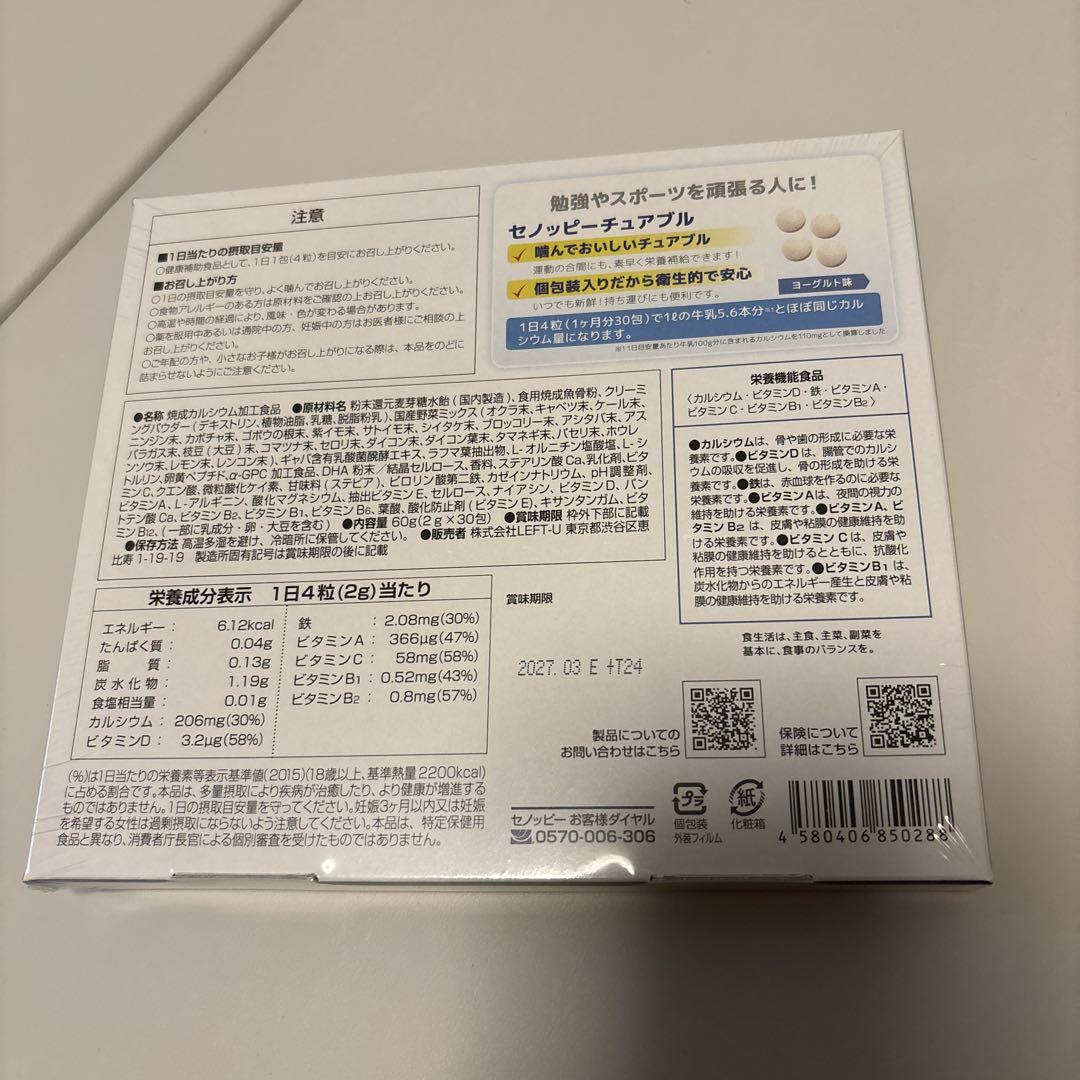 注意
■1日当たりの摂取目安量
○健康補助食品として、1日1包(4粒)を目安にお召し上がりください。
■お召し上がり方
○1日の摂取目安量を守り、よく噛んでお召し上がりください。
○食物アレルギーのある方は原材料をご確認の上お召し上がりください。
○高温や時間の経過により、風味・色が変わる場合があります。
○薬を服用中あるいは通院中の方、妊娠中の方はお医者様にご相談の上
お召し上がりください。
○ご年配の方や、小さなお子様がお召し上がりになる際は、本品をのどに
詰まらせないようにご注意ください。
勉強やスポーツを頑張る人に!
セノッピーチュアブル
✓ 噛んでおいしいチュアブル
運動の合間にも、素早く栄養補給できます!
✓ 個包装入りだから衛生的で安心
いつでも新鮮!持ち運びにも便利です。
ヨーグルト味
1日4粒(1ヶ月分30包)で1ℓの牛乳5.6本分※1とほぼ同じカル
シウム量になります。
※1 1日目安量あたり牛乳100g分に含まれるカルシウムを110mgとして換算しました
●名称 焼成カルシウム加工食品 ●原材料名 粉末還元麦芽糖水飴(国内製造)、食用焼成魚骨粉、クリーミ
ングパウダー(デキストリン、植物油脂、乳糖、脱脂粉乳)、国産野菜ミックス(オクラ末、キャベツ末、ケール末、
ニンジン末、カボチャ末、ゴボウの根末、紫イモ末、サトイモ末、シイタケ末、ブロッコリー末、アシタバ末、アス
パラガス末、枝豆(大豆)末、コマツナ末、セロリ末、ダイコン末、ダイコン葉末、タマネギ末、パセリ末、ホウレ
ンソウ末、レモン末、レンコン末)、ギャバ含有乳酸菌醗酵エキス、ラフマ葉抽出物、L-オルニチン塩酸塩、L-シ
トルリン、卵黄ペプチド、α-GPC 加工食品、DHA 粉末／結晶セルロース、香料、ステアリン酸Ca、乳化剤、ビタ
ミンC、クエン酸、微粒酸化ケイ素、甘味料(ステビア)、ピロリン酸第二鉄、カゼインナトリウム、pH調整剤、
ビタミンA、L-アルギニン、酸化マグネシウム、抽出ビタミンE、セルロース、ナイアシン、ビタミンD、パン
トテン酸Ca、ビタミンB2、ビタミンB1、ビタミンB6、葉酸、酸化防止剤(ビタミンE)、キサンタンガム、ビタ
ミンB12、(一部に乳成分・卵・大豆を含む) ●内容量 60g(2g×30包) ●賞味期限 枠外下部に記載
●保存方法 高温多湿を避け、冷暗所に保管してください。 ●販売者 株式会社LEFT-U 東京都渋谷区恵
比寿 1-19-19 製造所固有記号は賞味期限の後に記載
栄養機能食品
〈カルシウム・ビタミンD・鉄・ビタミンA・
ビタミンC・ビタミンB1・ビタミンB2〉
●カルシウムは、骨や歯の形成に必要な栄
養素です。●ビタミンDは、腸管でのカルシ
ウムの吸収を促進し、骨の形成を助ける栄
養素です。●鉄は、赤血球を作るのに必要な
栄養素です。●ビタミンAは、夜間の視力の
維持を助ける栄養素です。●ビタミンA、ビ
タミンB2は、皮膚や粘膜の健康維持を助
ける栄養素です。●ビタミンCは、皮膚や
粘膜の健康維持を助けるとともに、抗酸化
作用を持つ栄養素です。●ビタミンB1は、
炭水化物からのエネルギー産生と皮膚や粘
膜の健康維持を助ける栄養素です。
食生活は、主食、主菜、副菜を
基本に、食事のバランスを。
栄養成分表示 1日4粒(2g)当たり
エネルギー: 6.12kcal
たんぱく質: 0.04g
脂質: 0.13g
炭水化物: 1.19g
食塩相当量: 0.01g
カルシウム: 206mg(30%)
ビタミンD: 3.2μg(58%)
鉄: 2.08mg(30%)
ビタミンA: 366μg(47%)
ビタミンC: 58mg(58%)
ビタミンB1: 0.52mg(43%)
ビタミンB2: 0.8mg(57%)
(%)は1日当たりの栄養素等表示基準値(2015)(18歳以上、基準熱量2200kcal)
に占める割合です。本品は、多量摂取により疾病が治癒したり、より健康が増進する
ものではありません。1日の摂取目安量を守ってください。妊娠3ヶ月以内又は妊娠
を希望する女性は過剰摂取にならないよう注意してください。本品は、特定保健用
食品と異なり、消費者庁長官による個別審査を受けたものではありません。
賞味期限
2027.03 E +T24
製品についての
お問い合わせはこちら
保険について
詳細はこちら
セノッピー お客様ダイヤル
0570-006-306
プラ
個包装
外装フィルム
紙
化粧箱
4 580406 850288